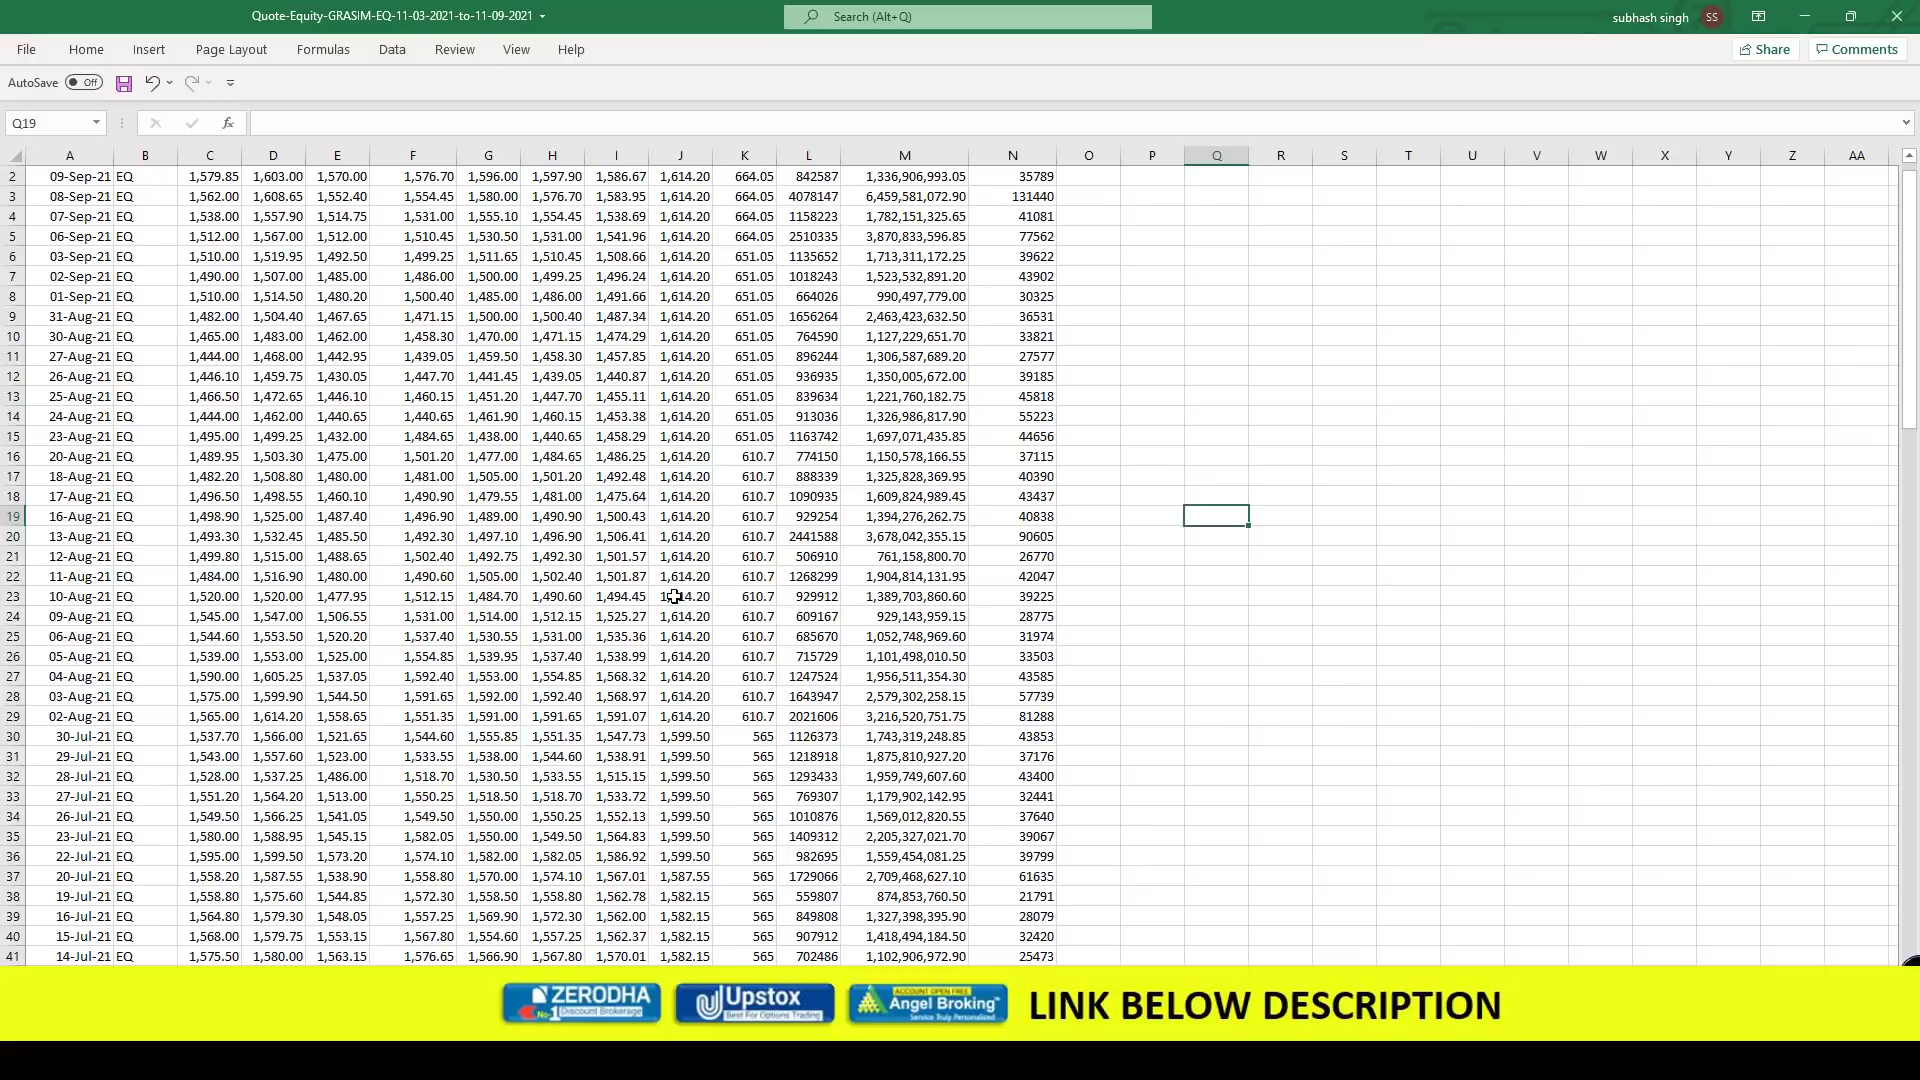 Quote-Equity-GRASIM-EQ-11-03-2021-to-11-09-2021
Search (Alt+Q)
subhash singh SS
File Home Insert Page Layout Formulas Data Review View Help Share Comments
AutoSave Off
Q19 fx
A B C D E F G H I J K L M N O P Q R S T U V W X Y Z AA
2 09-Sep-21 EQ 1,579.85 1,603.00 1,570.00 1,576.70 1,596.00 1,597.90 1,586.67 1,614.20 664.05 842587 1,336,906,993.05 35789
3 08-Sep-21 EQ 1,562.00 1,608.65 1,552.40 1,554.45 1,580.00 1,576.70 1,583.95 1,614.20 664.05 4078147 6,459,581,072.90 131440
4 07-Sep-21 EQ 1,538.00 1,557.90 1,514.75 1,531.00 1,555.10 1,554.45 1,538.69 1,614.20 664.05 1158223 1,782,151,325.65 41081
5 06-Sep-21 EQ 1,512.00 1,567.00 1,512.00 1,510.45 1,530.50 1,531.00 1,541.96 1,614.20 664.05 2510335 3,870,833,596.85 77562
6 03-Sep-21 EQ 1,510.00 1,519.95 1,492.50 1,499.25 1,511.65 1,510.45 1,508.66 1,614.20 651.05 1135652 1,713,311,172.25 39622
7 02-Sep-21 EQ 1,490.00 1,507.00 1,485.00 1,486.00 1,500.00 1,499.25 1,496.24 1,614.20 651.05 1018243 1,523,532,891.20 43902
8 01-Sep-21 EQ 1,510.00 1,514.50 1,480.20 1,500.40 1,485.00 1,486.00 1,491.66 1,614.20 651.05 664026 990,497,779.00 30325
9 31-Aug-21 EQ 1,482.00 1,504.40 1,467.65 1,471.15 1,500.00 1,500.40 1,487.34 1,614.20 651.05 1656264 2,463,423,632.50 36531
10 30-Aug-21 EQ 1,465.00 1,483.00 1,462.00 1,458.30 1,470.00 1,471.15 1,474.29 1,614.20 651.05 764590 1,127,229,651.70 33821
11 27-Aug-21 EQ 1,444.00 1,468.00 1,442.95 1,439.05 1,459.50 1,458.30 1,457.85 1,614.20 651.05 896244 1,306,587,689.20 27577
12 26-Aug-21 EQ 1,446.10 1,459.75 1,430.05 1,447.70 1,441.45 1,439.05 1,440.87 1,614.20 651.05 936935 1,350,005,672.00 39185
13 25-Aug-21 EQ 1,466.50 1,472.65 1,446.10 1,460.15 1,451.20 1,447.70 1,455.11 1,614.20 651.05 839634 1,221,760,182.75 45818
14 24-Aug-21 EQ 1,444.00 1,462.00 1,440.65 1,440.65 1,461.90 1,460.15 1,453.38 1,614.20 651.05 913036 1,326,986,817.90 55223
15 23-Aug-21 EQ 1,495.00 1,499.25 1,432.00 1,484.65 1,438.00 1,440.65 1,458.29 1,614.20 651.05 1163742 1,697,071,435.85 44656
16 20-Aug-21 EQ 1,489.95 1,503.30 1,475.00 1,501.20 1,477.00 1,484.65 1,486.25 1,614.20 610.7 774150 1,150,578,166.55 37115
17 18-Aug-21 EQ 1,482.20 1,508.80 1,480.00 1,481.00 1,505.00 1,501.20 1,492.48 1,614.20 610.7 888339 1,325,828,369.95 40390
18 17-Aug-21 EQ 1,496.50 1,498.55 1,460.10 1,490.90 1,479.55 1,481.00 1,475.64 1,614.20 610.7 1090935 1,609,824,989.45 43437
19 16-Aug-21 EQ 1,498.90 1,525.00 1,487.40 1,496.90 1,489.00 1,490.90 1,500.43 1,614.20 610.7 929254 1,394,276,262.75 40838
20 13-Aug-21 EQ 1,493.30 1,532.45 1,485.50 1,492.30 1,497.10 1,496.90 1,506.41 1,614.20 610.7 2441588 3,678,042,355.15 90605
21 12-Aug-21 EQ 1,499.80 1,515.00 1,488.65 1,502.40 1,492.75 1,492.30 1,501.57 1,614.20 610.7 506910 761,158,800.70 26770
22 11-Aug-21 EQ 1,484.00 1,516.90 1,480.00 1,490.60 1,505.00 1,502.40 1,501.87 1,614.20 610.7 1268299 1,904,814,131.95 42047
23 10-Aug-21 EQ 1,520.00 1,520.00 1,477.95 1,512.15 1,484.70 1,490.60 1,494.45 610.7 929912 1,389,703,860.60 39225
24 09-Aug-21 EQ 1,545.00 1,547.00 1,506.55 1,531.00 1,514.00 1,512.15 1,525.27 1,614.20 610.7 609167 929,143,959.15 28775
25 06-Aug-21 EQ 1,544.60 1,553.50 1,520.20 1,537.40 1,530.55 1,531.00 1,535.36 1,614.20 610.7 685670 1,052,748,969.60 31974
26 05-Aug-21 EQ 1,539.00 1,553.00 1,525.00 1,554.85 1,539.95 1,537.40 1,538.99 1,614.20 610.7 715729 1,101,498,010.50 33503
27 04-Aug-21 EQ 1,590.00 1,605.25 1,537.05 1,592.40 1,553.00 1,554.85 1,568.32 1,614.20 610.7 1247524 1,956,511,354.30 43585
28 03-Aug-21 EQ 1,575.00 1,599.90 1,544.50 1,591.65 1,592.00 1,592.40 1,568.97 1,614.20 610.7 1643947 2,579,302,258.15 57739
29 02-Aug-21 EQ 1,565.00 1,614.20 1,558.65 1,551.35 1,591.00 1,591.65 1,591.07 1,614.20 610.7 2021606 3,216,520,751.75 81288
30 30-Jul-21 EQ 1,537.70 1,566.00 1,521.65 1,544.60 1,555.85 1,551.35 1,547.73 1,599.50 565 1126373 1,743,319,248.85 43853
31 29-Jul-21 EQ 1,543.00 1,557.60 1,523.00 1,533.55 1,538.00 1,544.60 1,538.91 1,599.50 565 1218918 1,875,810,927.20 37176
32 28-Jul-21 EQ 1,528.00 1,537.25 1,486.00 1,518.70 1,530.50 1,533.55 1,515.15 1,599.50 565 1293433 1,959,749,607.60 43400
33 27-Jul-21 EQ 1,551.20 1,564.20 1,513.00 1,550.25 1,518.50 1,518.70 1,533.72 1,599.50 565 769307 1,179,902,142.95 32441
34 26-Jul-21 EQ 1,549.50 1,566.25 1,541.05 1,549.50 1,550.00 1,550.25 1,552.13 1,599.50 565 1010876 1,569,012,820.55 37640
35 23-Jul-21 EQ 1,580.00 1,588.95 1,545.15 1,582.05 1,550.00 1,549.50 1,564.83 1,599.50 565 1409312 2,205,327,021.70 39067
36 22-Jul-21 EQ 1,595.00 1,599.50 1,573.20 1,574.10 1,582.00 1,582.05 1,586.92 1,599.50 565 982695 1,559,454,081.25 39799
37 20-Jul-21 EQ 1,558.20 1,587.55 1,538.90 1,558.80 1,570.00 1,574.10 1,567.01 1,587.55 565 1729066 2,709,468,627.10 61635
38 19-Jul-21 EQ 1,558.80 1,575.60 1,544.85 1,572.30 1,558.50 1,558.80 1,562.78 1,582.15 565 559807 874,853,760.50 21791
39 16-Jul-21 EQ 1,564.80 1,579.30 1,548.05 1,557.25 1,569.90 1,572.30 1,562.00 1,582.15 565 849808 1,327,398,395.90 28079
40 15-Jul-21 EQ 1,568.00 1,579.75 1,553.15 1,567.80 1,554.60 1,557.25 1,562.37 1,582.15 565 907912 1,418,494,184.50 32420
41 14-Jul-21 EQ 1,575.50 1,580.00 1,563.15 1,576.65 1,566.90 1,567.80 1,570.01 1,582.15 565 702486 1,102,906,972.90 25473
ZERODHA
No-1 Discount Brokerage
Upstox
Best For Options Trading
ACCOUNT OPEN FREE
Angel Broking
Service Truly Personalized
LINK BELOW DESCRIPTION